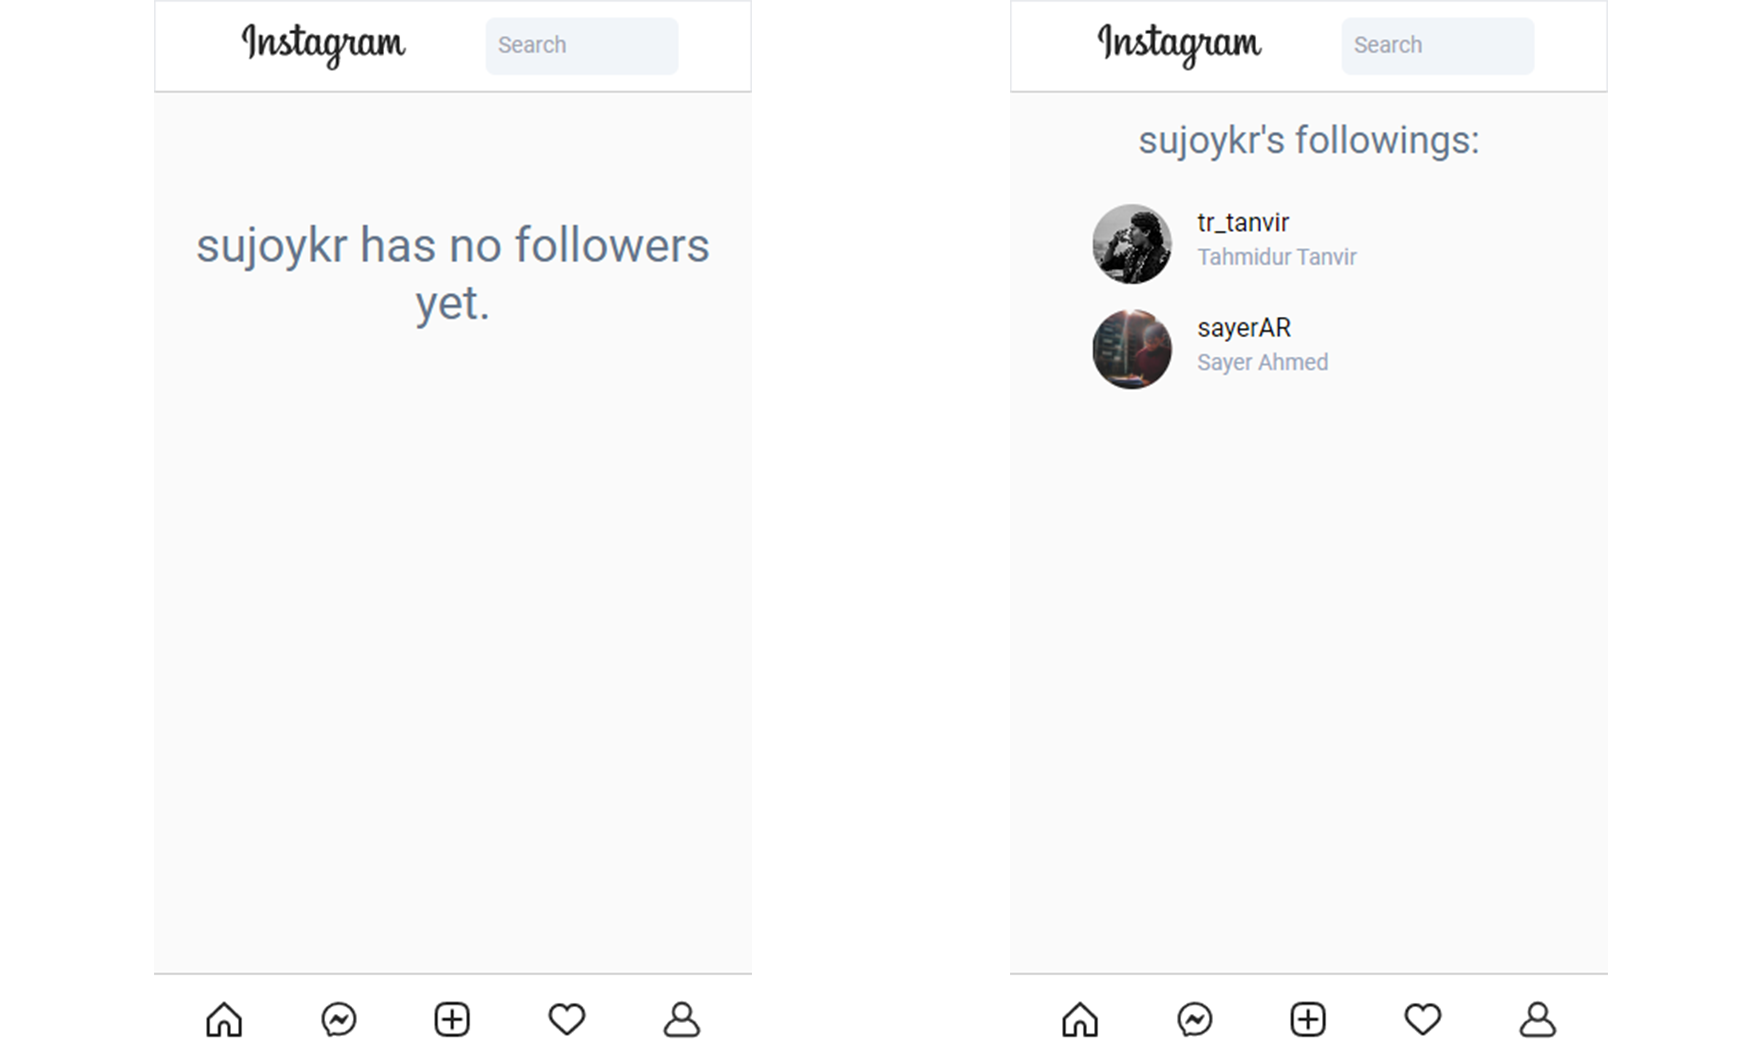 Instagram
Search
sujoykr has no followers
yet.
Instagram
Search
sujoykr's followings:
tr_tanvir
Tahmidur Tanvir
sayerAR
Sayer Ahmed